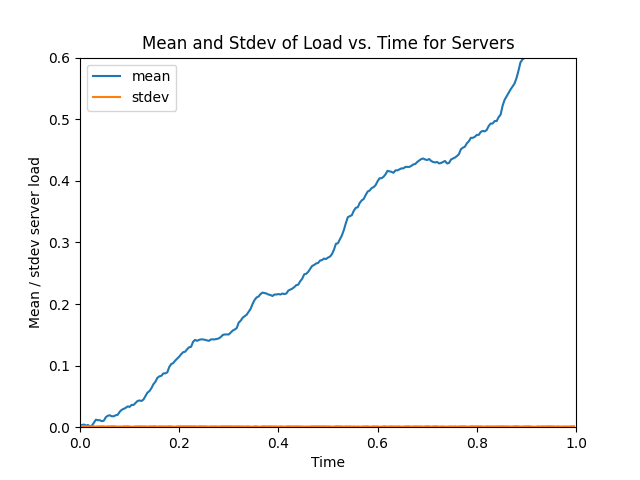 Mean and Stdev of Load vs. Time for Servers
mean
stdev
0.6
0.5
0.4
0.3
0.2
0.1
0.0
Mean / stdev server load
0.0 0.2 0.4 0.6 0.8 1.0
Time